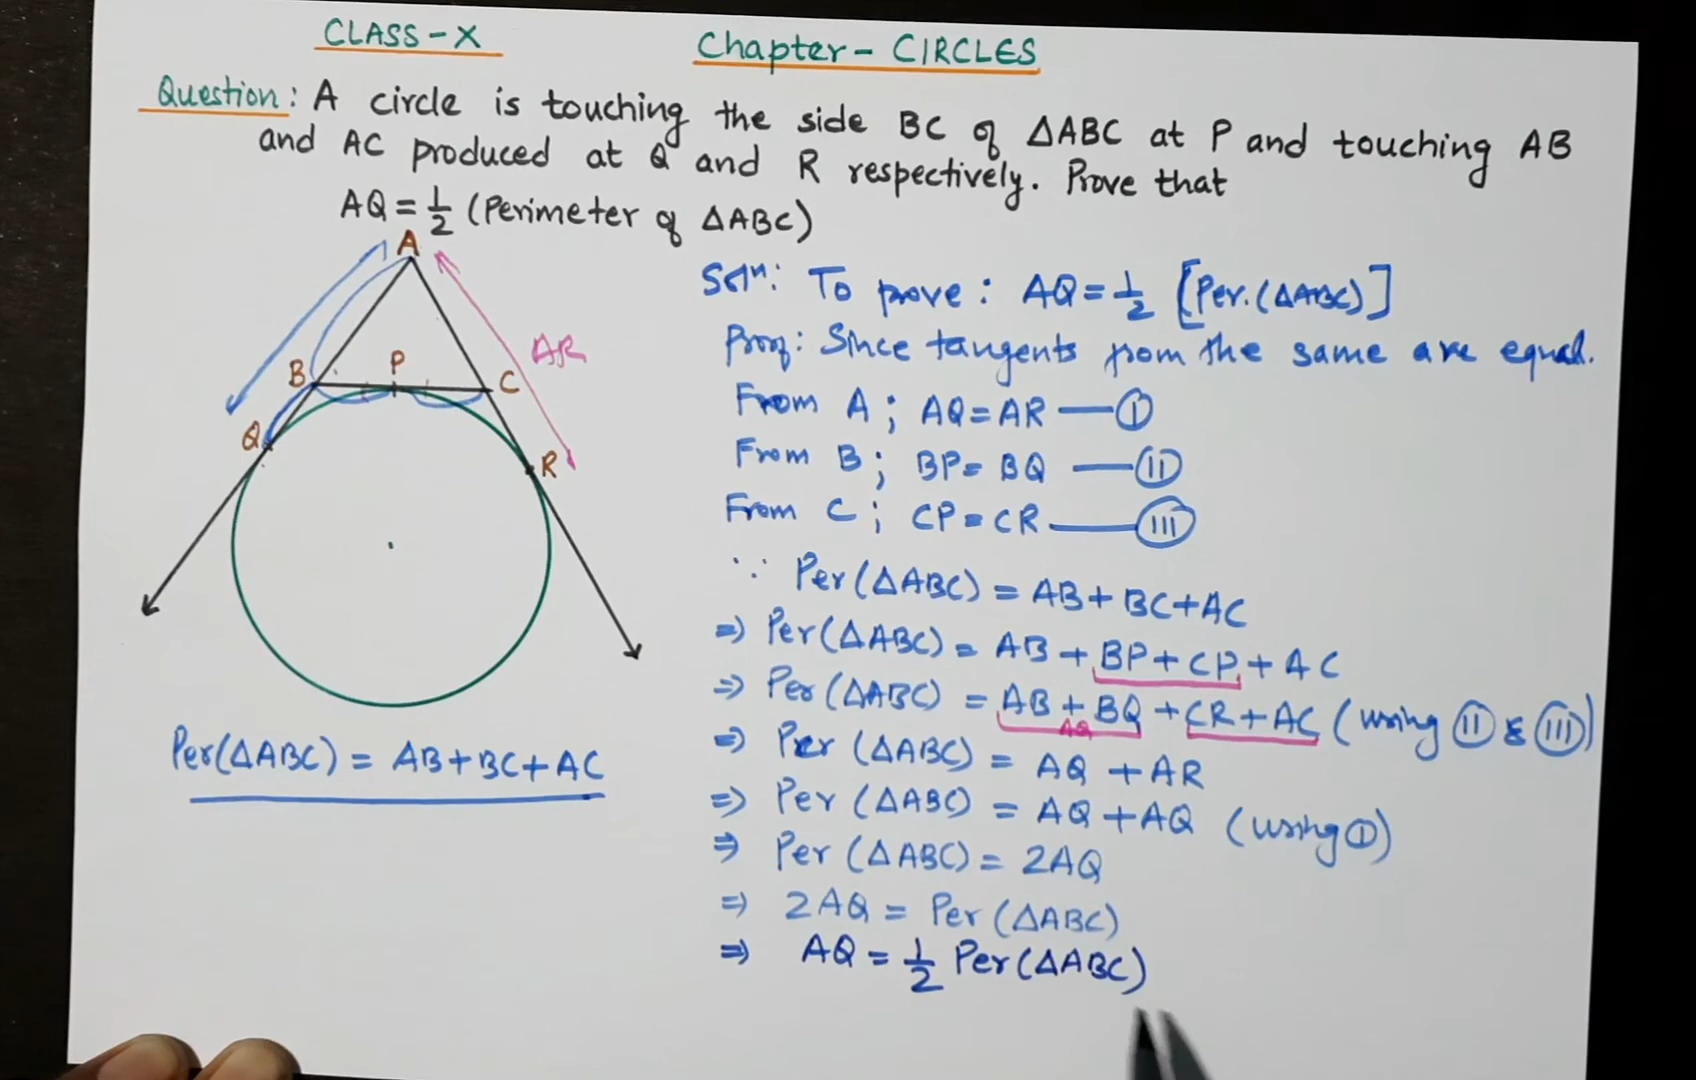 CLASS-X
Chapter- CIRCLES
Question: A circle is touching the side BC of ΔABC at P and touching AB
and AC produced at Q and R respectively. Prove that
AQ = 1/2 (Perimeter of ΔABC)
A
B
P
C
Q
R
AR
Per(ΔABC) = AB+BC+AC
Solⁿ: To prove: AQ = 1/2 [Per.(ΔABC)]
Proof: Since tangents from the same are equal.
From A; AQ=AR — (I)
From B; BP= BQ — (II)
From C; CP=CR — (III)
∵ Per(ΔABC) = AB+BC+AC
⇒ Per(ΔABC) = AB + BP+CP + AC
⇒ Per(ΔABC) = AB + BQ + CR + AC (using (II) & (III))
AQ
⇒ Per (ΔABC) = AQ + AR
⇒ Per (ΔABC) = AQ + AQ (using (I))
⇒ Per (ΔABC) = 2AQ
⇒ 2AQ = Per (ΔABC)
⇒ AQ = 1/2 Per(ΔABC)